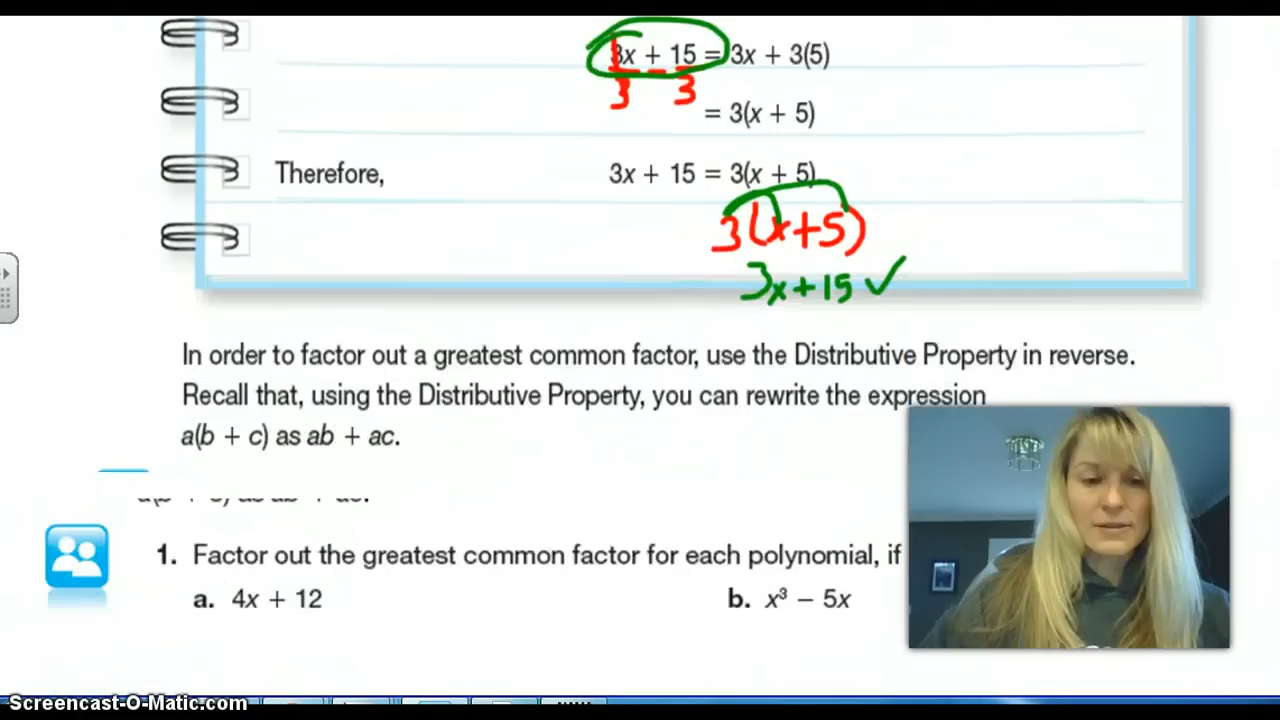 3x + 15 = 3x + 3(5)
3 3
= 3(x + 5)
Therefore, 3x + 15 = 3(x + 5)
3(x+5)
3x+15 ✓
In order to factor out a greatest common factor, use the Distributive Property in reverse.
Recall that, using the Distributive Property, you can rewrite the expression
a(b + c) as ab + ac.
1. Factor out the greatest common factor for each polynomial, if
a. 4x + 12 b. x³ − 5x
Screencast-O-Matic.com